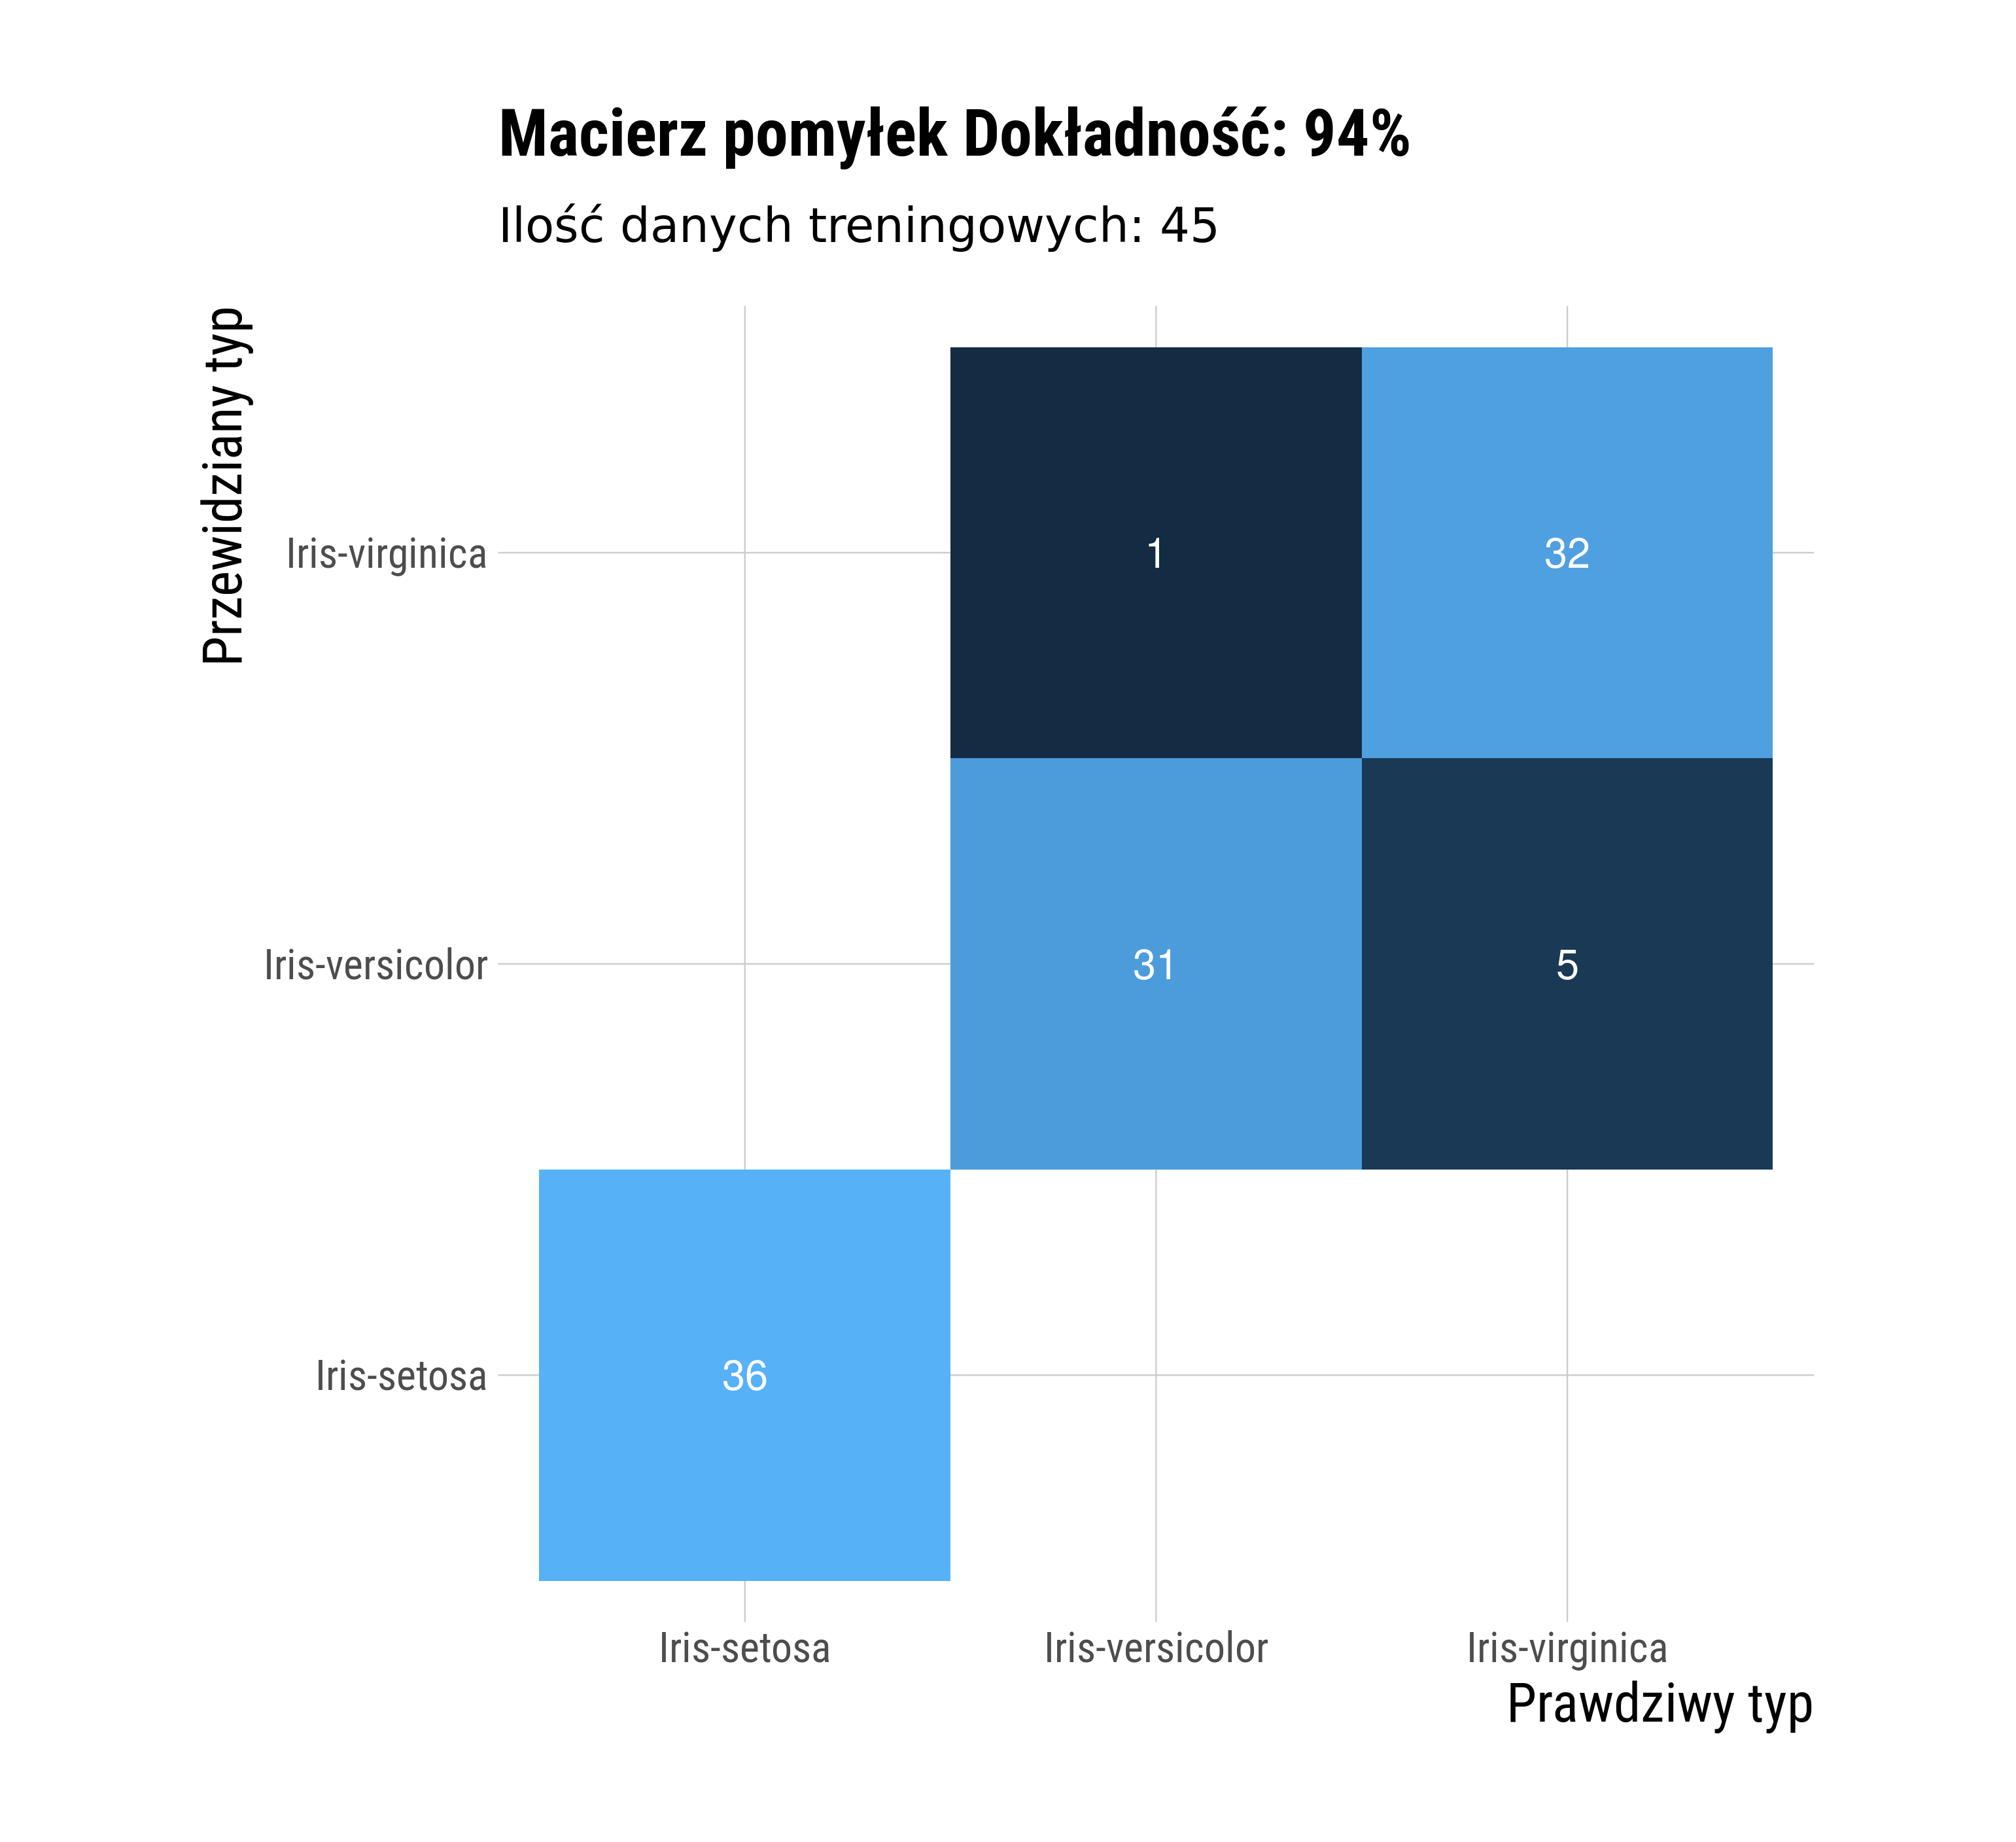 Macierz pomyłek Dokładność: 94%
Ilość danych treningowych: 45
Przewidziany typ
Iris-virginica
1
32
Iris-versicolor
31
5
Iris-setosa
36
Iris-setosa
Iris-versicolor
Iris-virginica
Prawdziwy typ